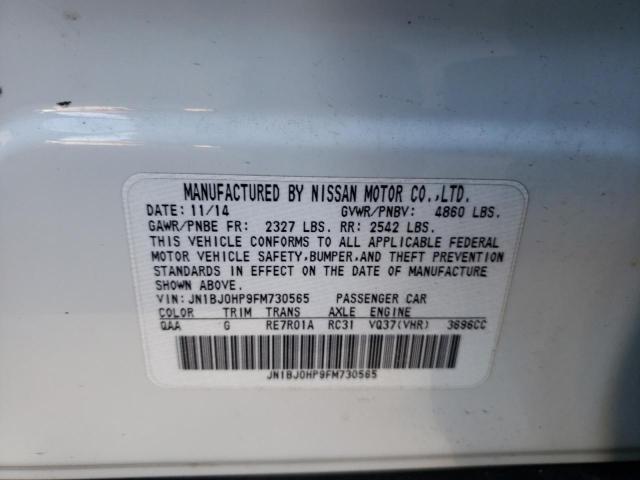 MANUFACTURED BY NISSAN MOTOR CO.,LTD.
DATE: 11/14 GVWR/PNBV: 4860 LBS.
GAWR/PNBE FR: 2327 LBS. RR: 2542 LBS.
THIS VEHICLE CONFORMS TO ALL APPLICABLE FEDERAL
MOTOR VEHICLE SAFETY, BUMPER, AND THEFT PREVENTION
STANDARDS IN EFFECT ON THE DATE OF MANUFACTURE
SHOWN ABOVE.
VIN: JN1BJ0HP9FM730565 PASSENGER CAR
COLOR TRIM TRANS AXLE ENGINE
QAA G RE7R01A RC31 VQ37(VHR) 3696CC
JN1BJ0HP9FM730565